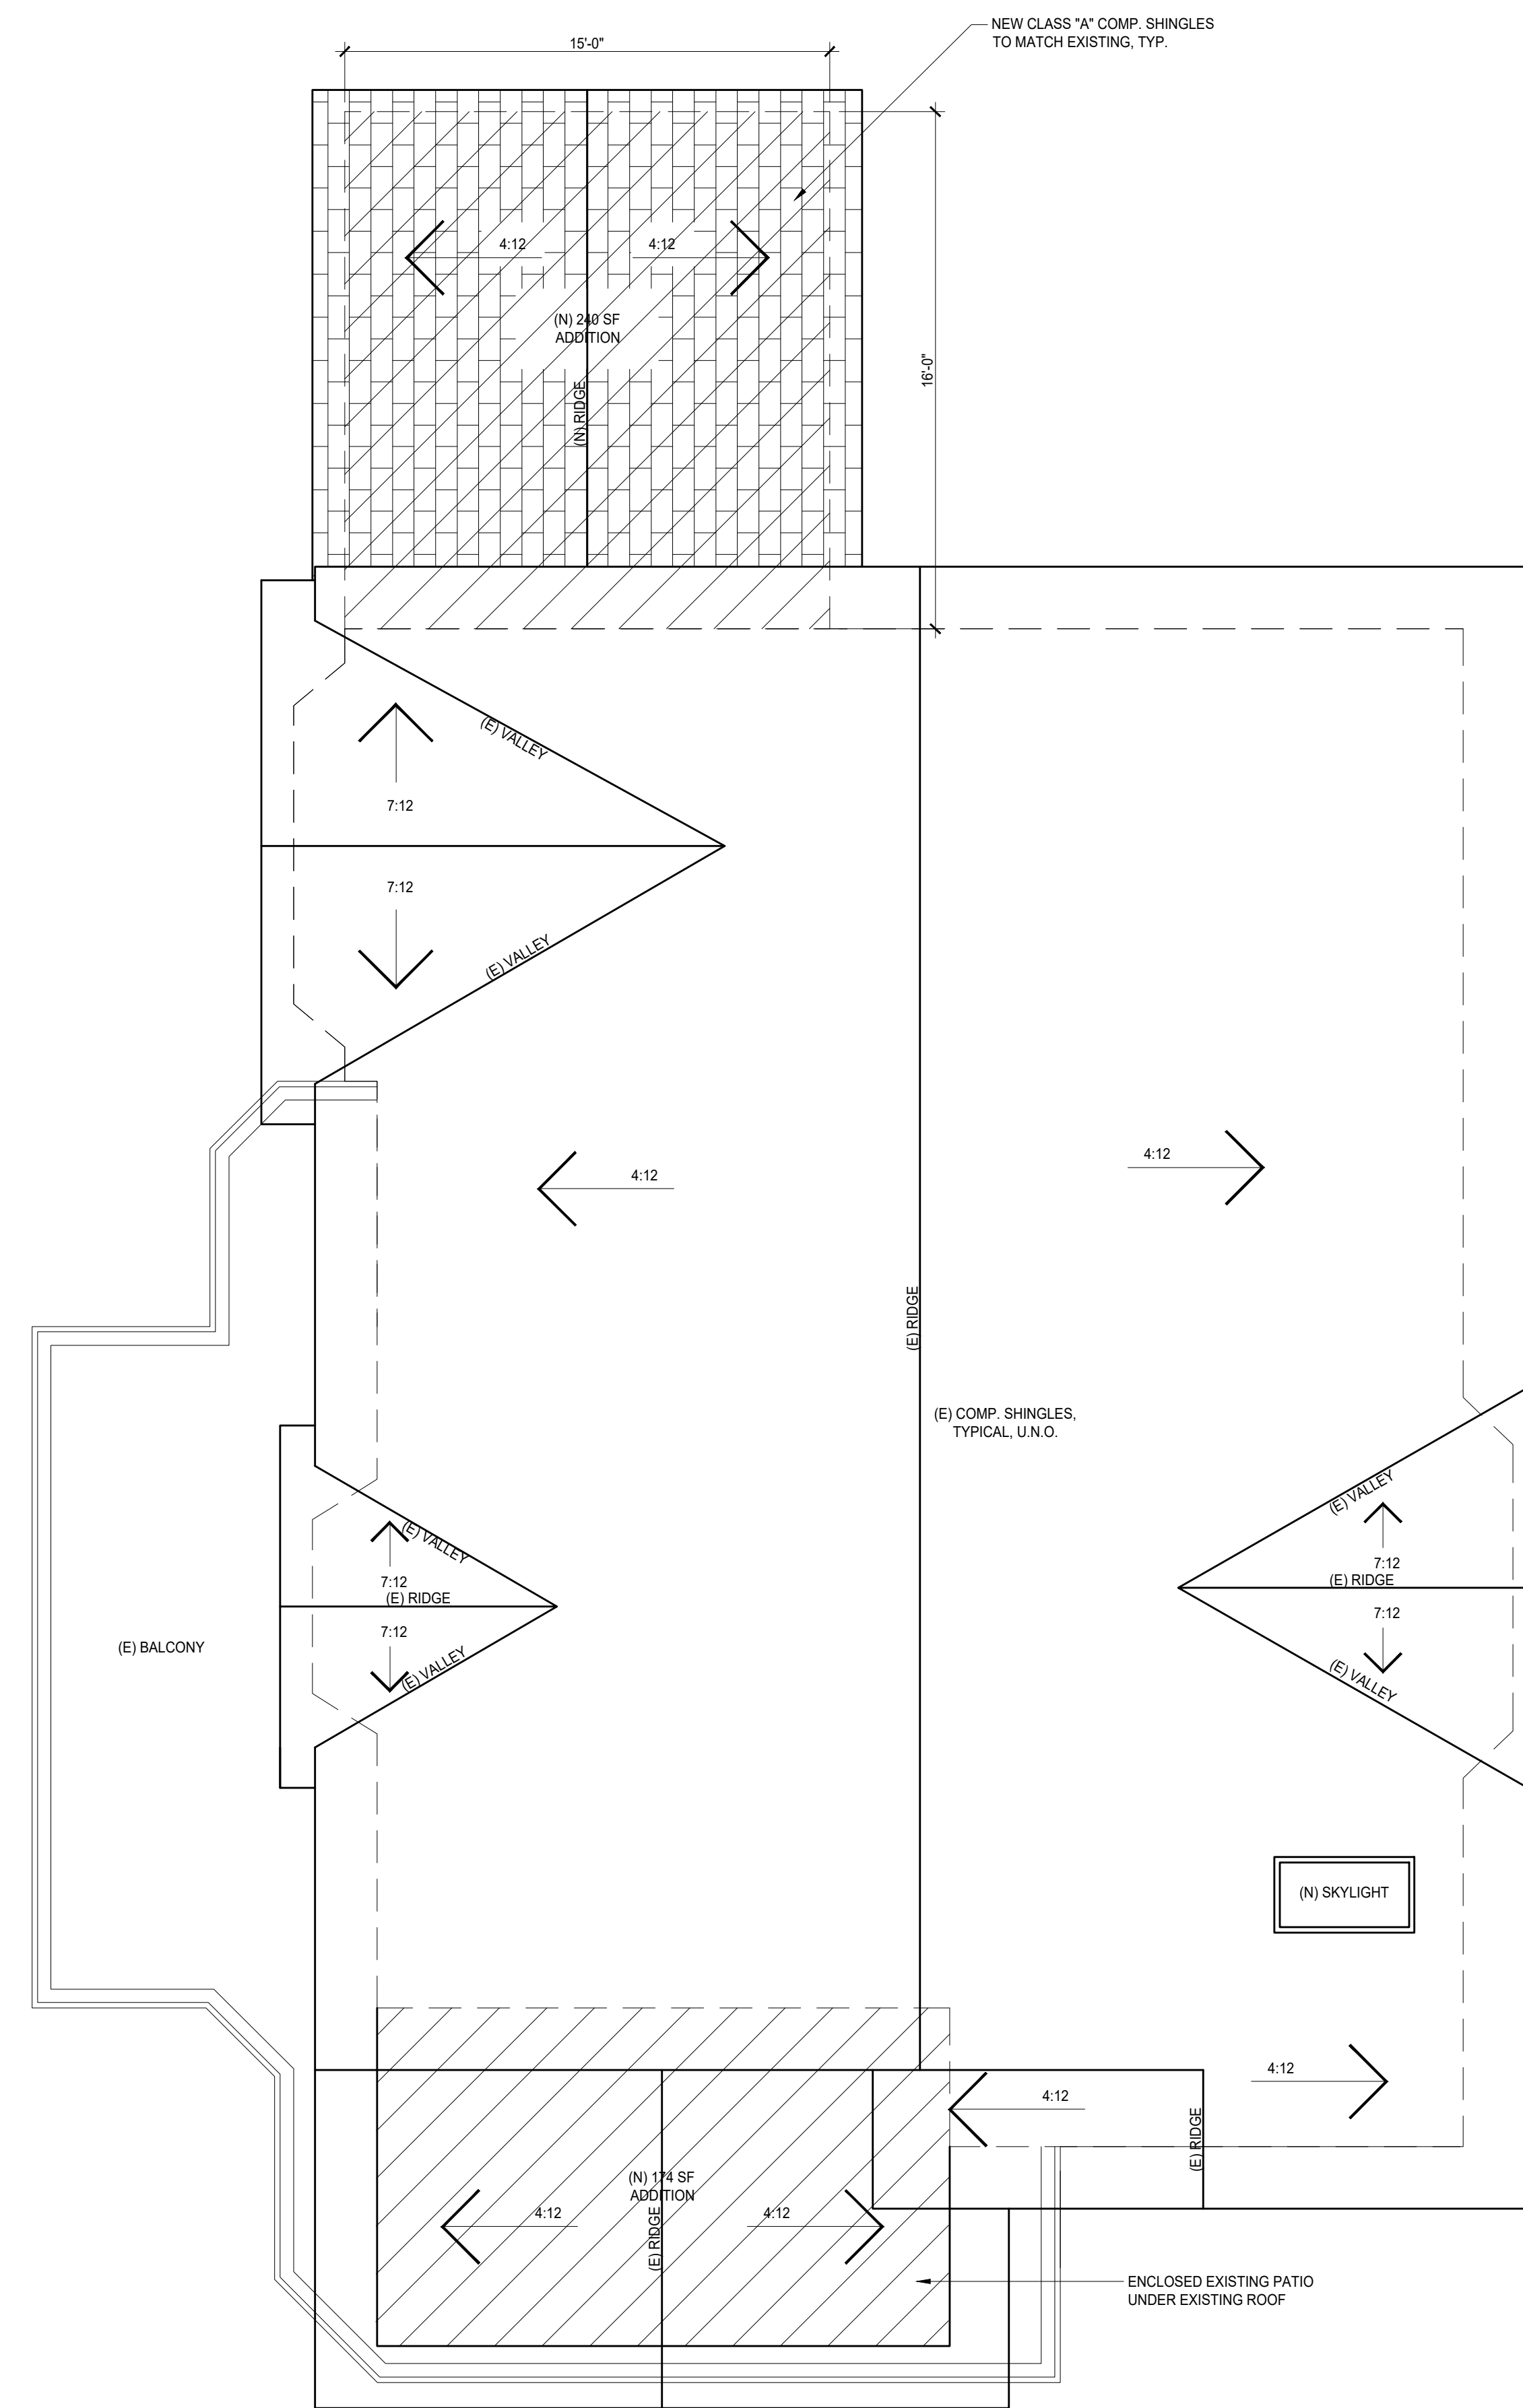 NEW CLASS "A" COMP. SHINGLES
TO MATCH EXISTING, TYP.
15'-0"
4:12
4:12
(N) 240 SF
ADDITION
16'-0"
(N) RIDGE
(E) VALLEY
7:12
7:12
(E) VALLEY
4:12
4:12
(E) RIDGE
(E) COMP. SHINGLES,
TYPICAL, U.N.O.
(E) VALLEY
(E) VALLEY
7:12
(E) RIDGE
7:12
(E) VALLEY
7:12
(E) RIDGE
7:12
(E) VALLEY
(E) BALCONY
(N) SKYLIGHT
4:12
4:12
(E) RIDGE
(N) 174 SF
ADDITION
4:12
4:12
(E) RIDGE
ENCLOSED EXISTING PATIO
UNDER EXISTING ROOF